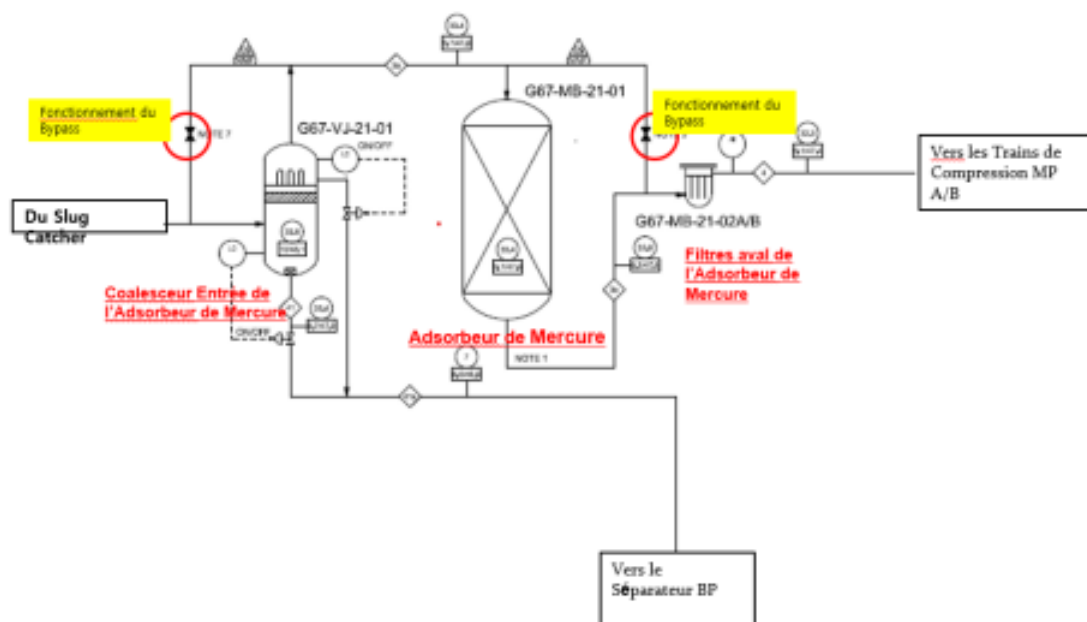 Fonctionnement du
Bypass
NOTE 7
G67-VJ-21-01
ON/OFF
Du Slug
Catcher
Coalesceur Entrée de
l'Adsorbeur de Mercure
ON/OFF
G67-MB-21-01
Adsorbeur de Mercure
NOTE 1
Fonctionnement du
Bypass
G67-MB-21-02A/B
Filtres aval de
l'Adsorbeur de
Mercure
Vers les Trains de
Compression MP
A/B
Vers le
Séparateur BP